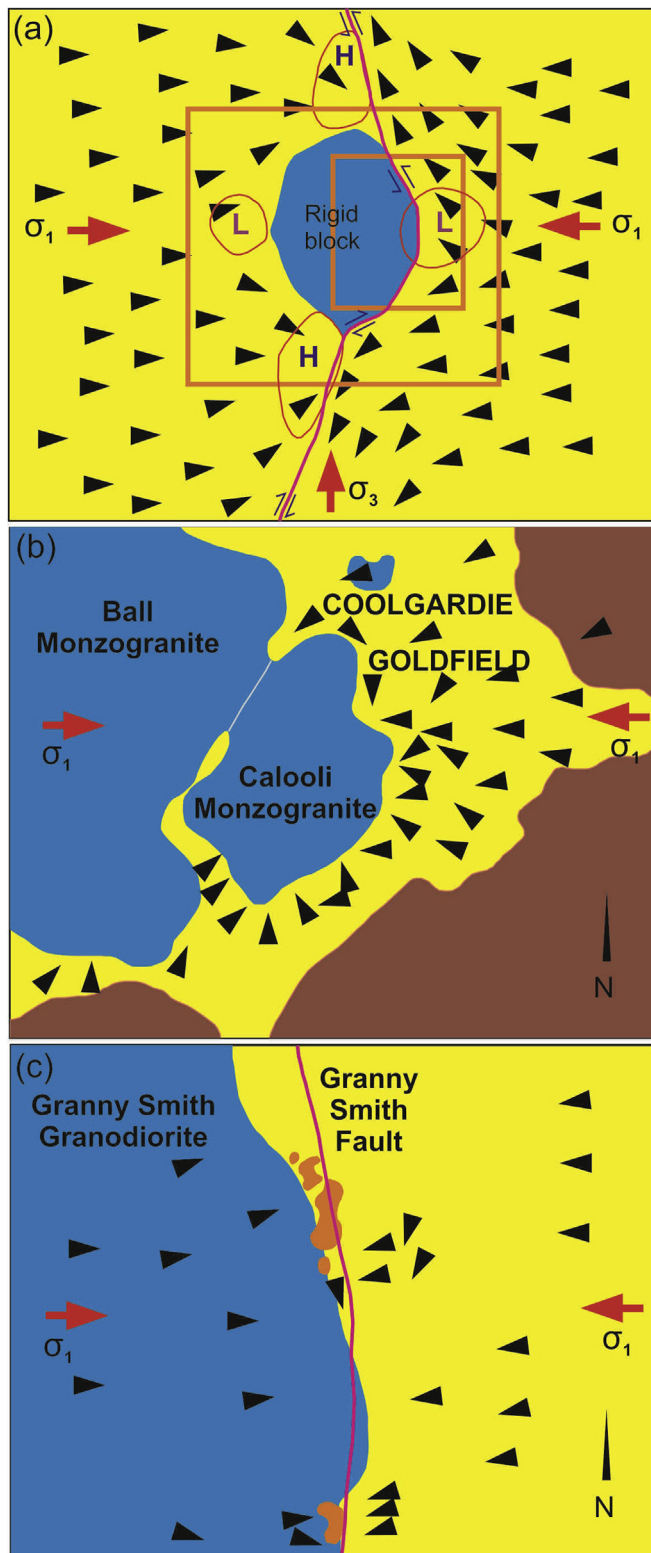 (a)
H
L
Rigid
block
L
σ1
σ1
H
σ3
(b)
Ball
Monzogranite
COOLGARDIE
GOLDFIELD
σ1
σ1
Calooli
Monzogranite
N
(c)
Granny Smith
Granodiorite
Granny
Smith
Fault
σ1
σ1
N